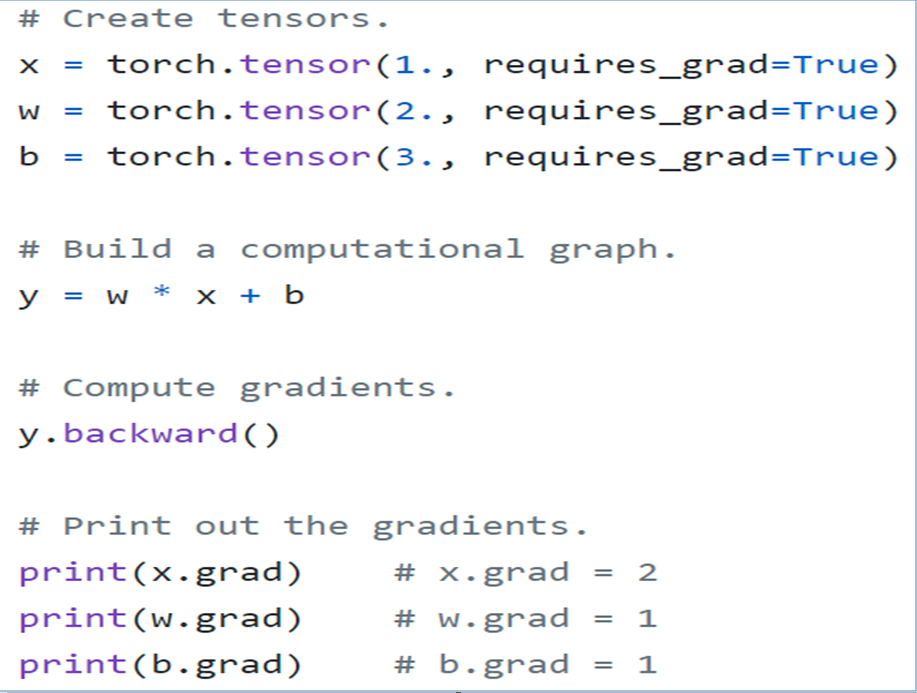 # Create tensors.
x = torch.tensor(1., requires_grad=True)
w = torch.tensor(2., requires_grad=True)
b = torch.tensor(3., requires_grad=True)
# Build a computational graph.
y = w * x + b
# Compute gradients.
y.backward()
# Print out the gradients.
print(x.grad)    # x.grad = 2
print(w.grad)    # w.grad = 1
print(b.grad)    # b.grad = 1